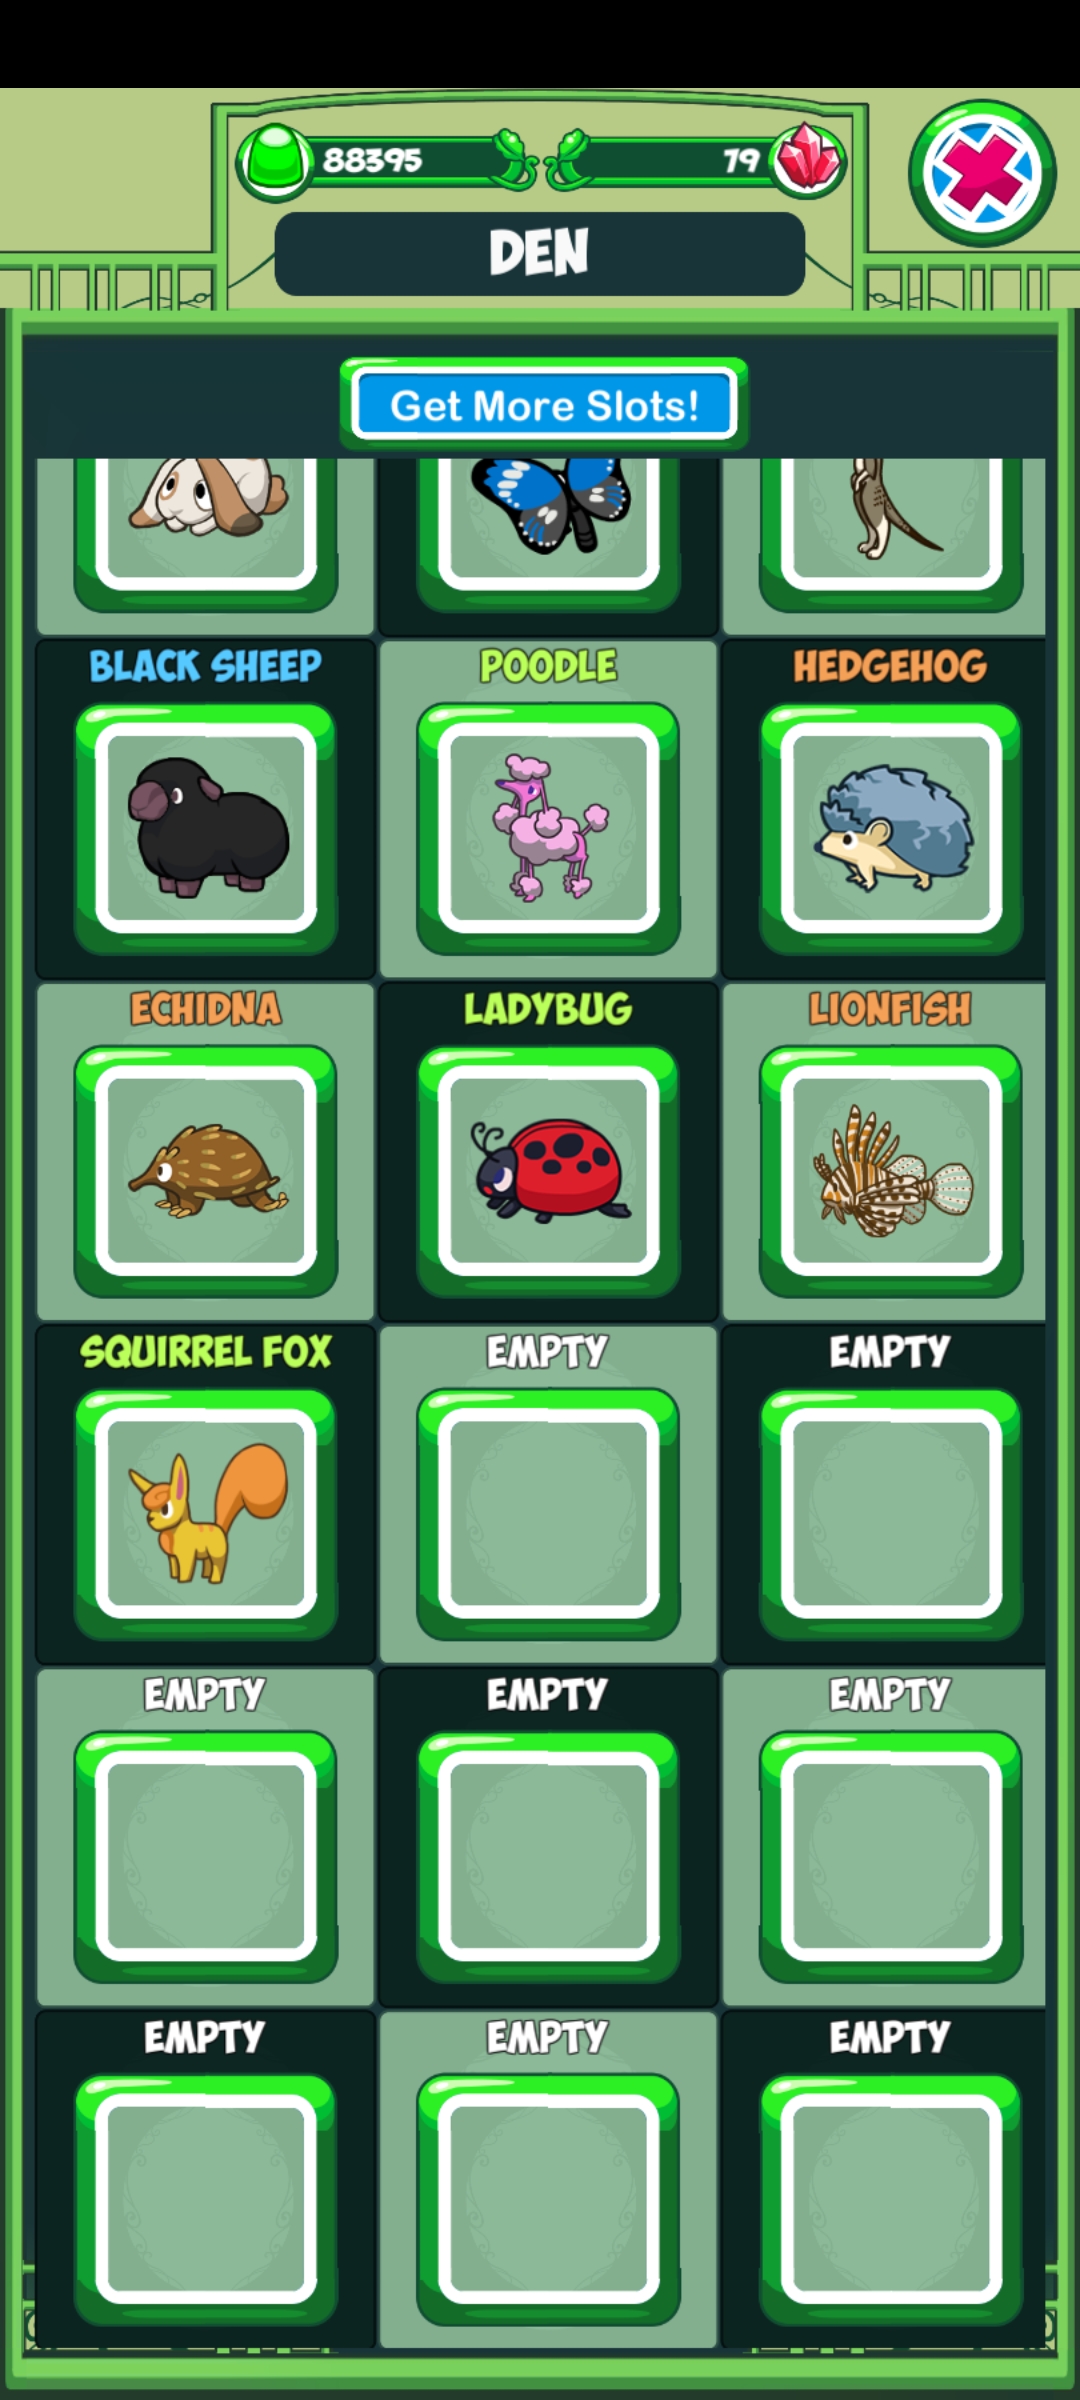 88395
79
DEN
Get More Slots!
BLACK SHEEP
POODLE
HEDGEHOG
ECHIDNA
LADYBUG
LIONFISH
SQUIRREL FOX
EMPTY
EMPTY
EMPTY
EMPTY
EMPTY
EMPTY
EMPTY
EMPTY